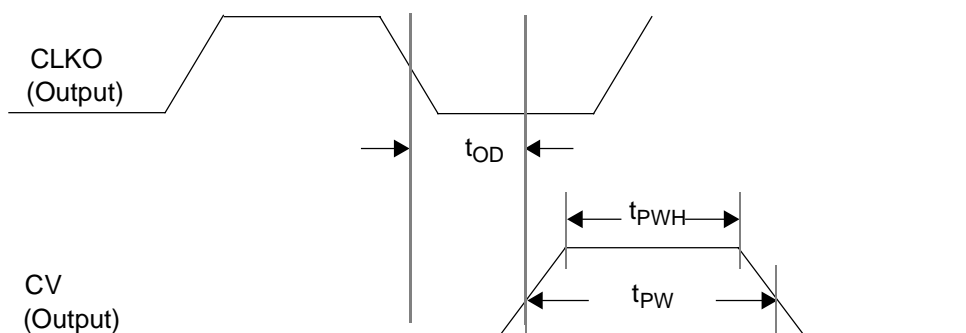 CLKO
(Output)
tOD
tPWH
CV
(Output)
tPW